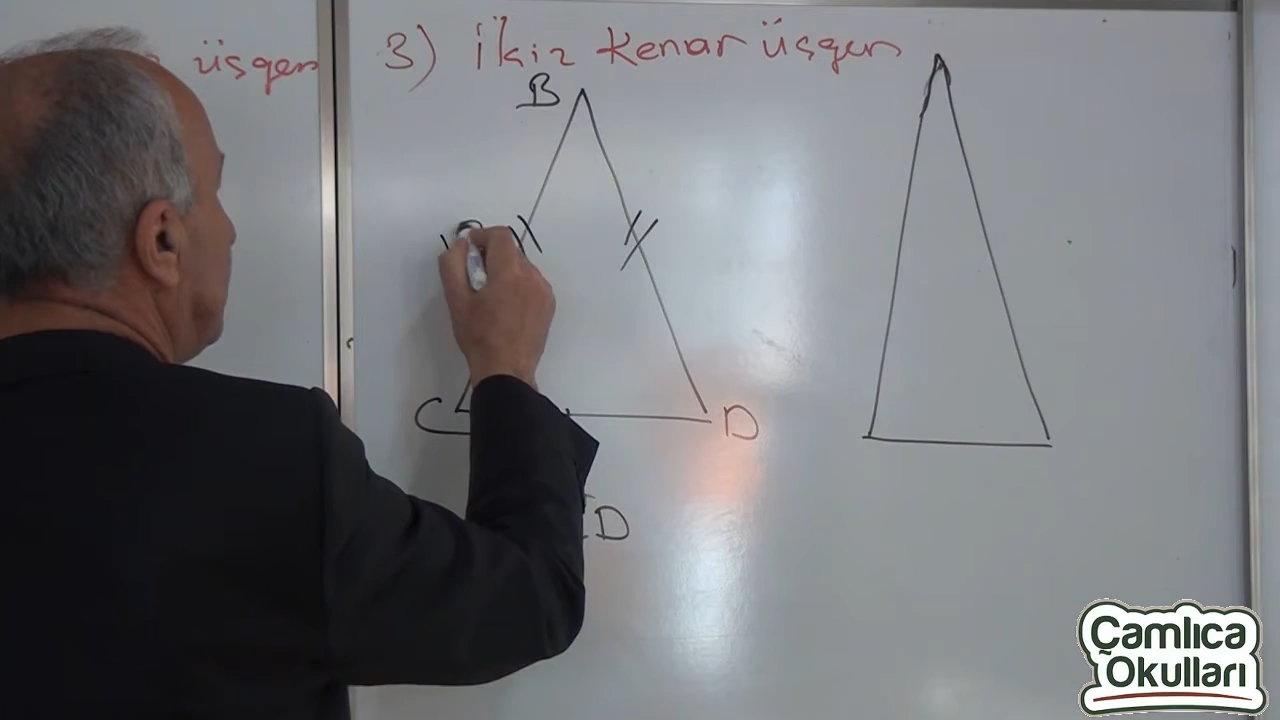 üsgen
3) İkiz Kenar üsgen
B
C
D
D
Çamlıca
Okulları